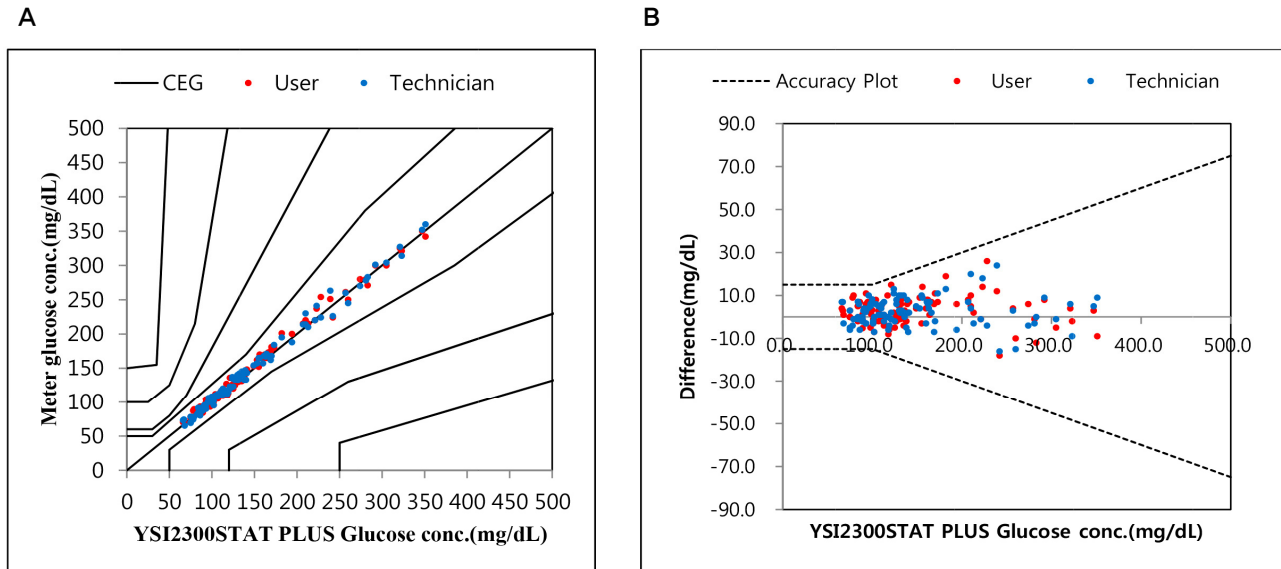 A
B
CEG User Technician
500
450
400
350
300
250
200
150
100
50
0
0 50 100 150 200 250 300 350 400 450 500
Meter glucose conc.(mg/dL)
YSI2300STAT PLUS Glucose conc.(mg/dL)
Accuracy Plot User Technician
90.0
70.0
50.0
30.0
10.0
-10.0
-30.0
-50.0
-70.0
-90.0
0.0 100.0 200.0 300.0 400.0 500.0
Difference(mg/dL)
YSI2300STAT PLUS Glucose conc.(mg/dL)